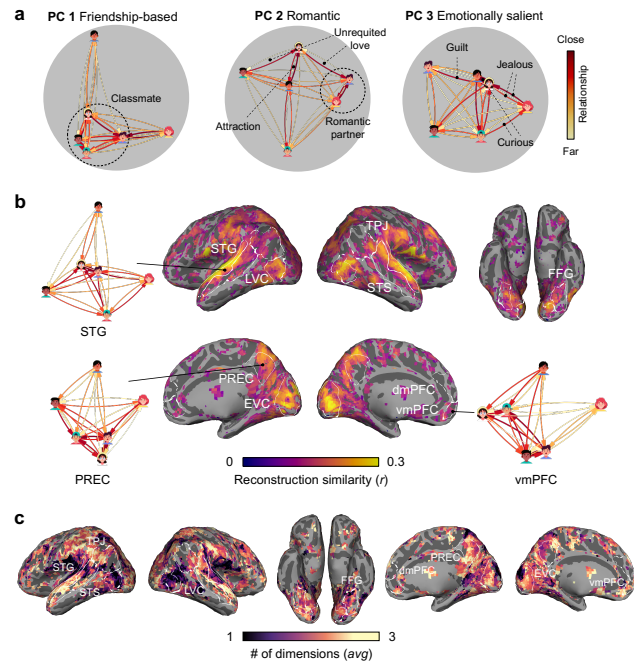 a
PC 1 Friendship-based
PC 2 Romantic
PC 3 Emotionally salient
Classmate
Unrequited
love
Attraction
Romantic
partner
Guilt
Jealous
Curious
Close
Relationship
Far
b
STG
STG
LVC
TPJ
STS
FFG
PREC
PREC
EVC
dmPFC
vmPFC
vmPFC
0
0.3
Reconstruction similarity (r)
c
TPJ
STG
STS
LVC
FFG
PREC
dmPFC
EVC
vmPFC
1
3
# of dimensions (avg)